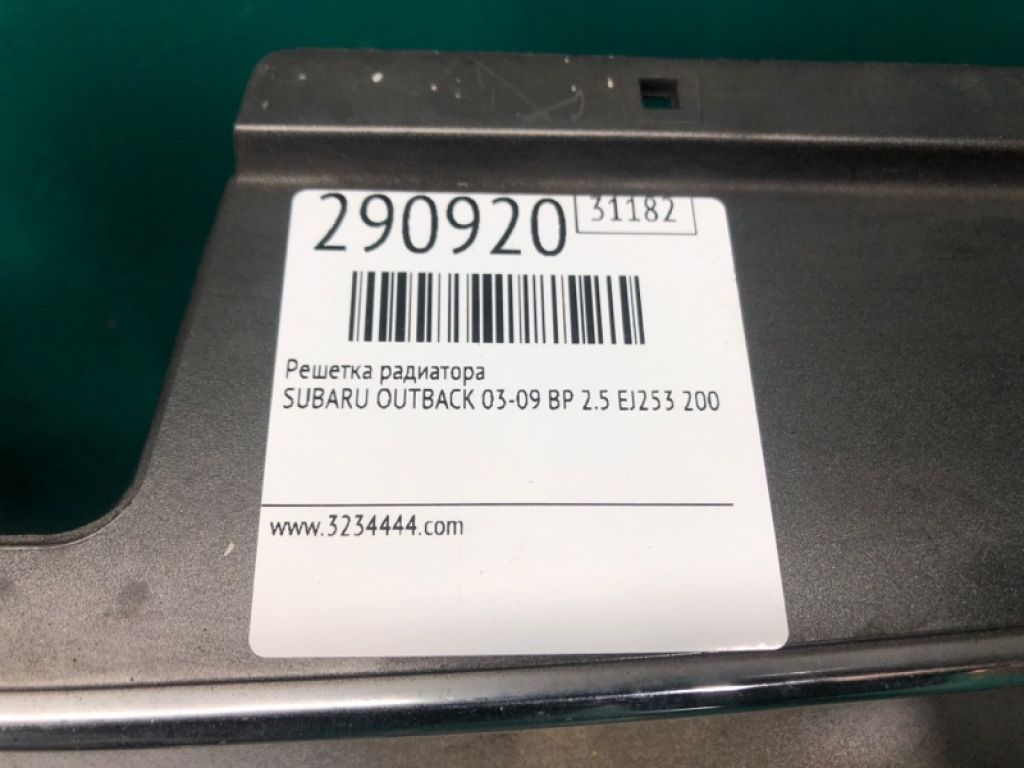 290920
31182
Решетка радиатора
SUBARU OUTBACK 03-09 BP 2.5 EJ253 200
www.3234444.com